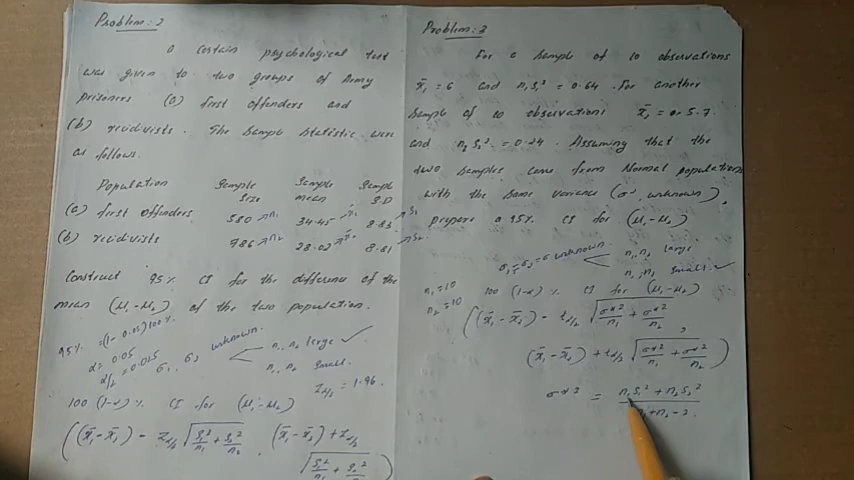 Problem: 2
A certain psychological test
was given to two groups of Army
prisoners (a) first offenders and
(b) recidivists. The sample statistic were
as follows.
Population Sample Size Sample mean Sample S.D
(a) first offenders 580 → n₁ 34.45 → x̄₁ 8.83 → S₁
(b) recidivists 786 → n₂ 28.02 → x̄₂ 8.81 → S₂
Construct 95% CI for the difference of the
mean (μ₁-μ₂) of the two population.
95% = (1-0.05)100%
α = 0.05
α/2 = 0.025
σ₁, σ₂ unknown
n₁, n₂ large ✓
n₁, n₂ small.
Zα/2 = 1.96
100 (1-α) % CI for (μ₁-μ₂)
((x̄₁-x̄₂) - Zα/2 √(S₁²/n₁ + S₂²/n₂), (x̄₁-x̄₂) + Zα/2
√(S₁²/n₁ + S₂²/n₂))
Problem: 3
For a sample of 10 observations
x̄₁ = 6 and n₁S₁² = 0.64. For another
sample of 10 observations x̄₂ = 5.7
and n₂S₂² = 0.24. Assuming that the
two samples come from Normal populations
with the same variance (σ², unknown),
prepare a 95% CI for (μ₁-μ₂)
σ₁=σ₂=σ unknown
n₁, n₂ large
n₁, n₂ small ✓
n₁=10
n₂=10
100 (1-α) % CI for (μ₁-μ₂)
((x̄₁-x̄₂) - tα/2 √(σ*²/n₁ + σ*²/n₂),
(x̄₁-x̄₂) + tα/2 √(σ*²/n₁ + σ*²/n₂))
σ*² = (n₁S₁² + n₂S₂²)/(n₁+n₂-2)